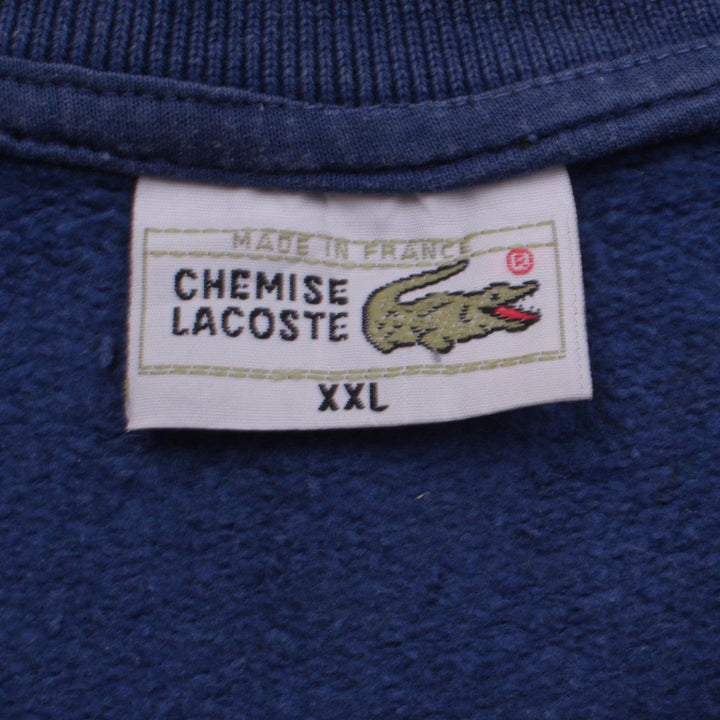 MADE IN FRANCE
CHEMISE ®
LACOSTE
XXL